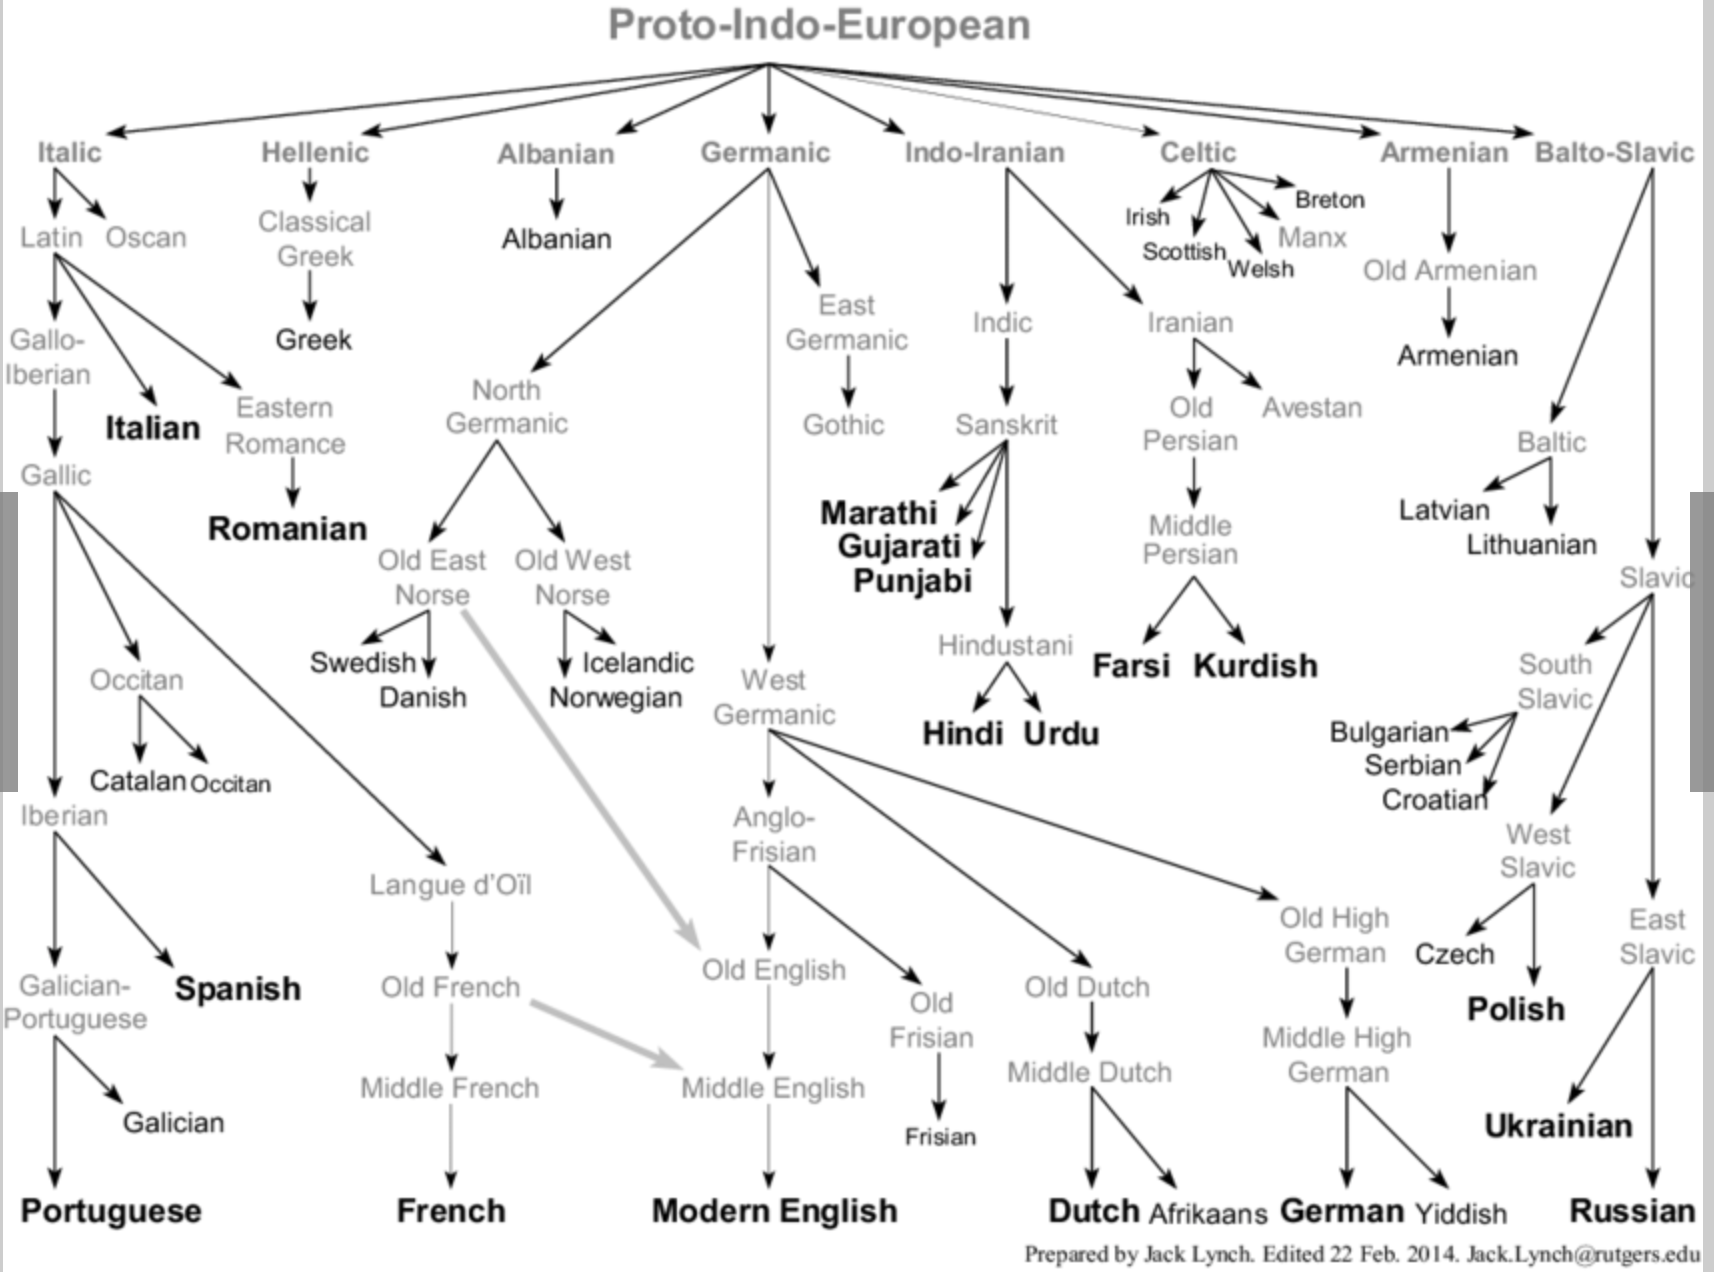 Proto-Indo-European
Italic
Hellenic
Albanian
Germanic
Indo-Iranian
Celtic
Armenian
Balto-Slavic
Latin
Oscan
Classical
Greek
Greek
Albanian
Irish
Scottish
Welsh
Manx
Breton
Old Armenian
Armenian
Gallo-
Iberian
Italian
Eastern
Romance
Romanian
Gallic
North
Germanic
East
Germanic
Gothic
Indic
Sanskrit
Marathi
Gujarati
Punjabi
Iranian
Old
Persian
Avestan
Middle
Persian
Farsi
Kurdish
Hindustani
Hindi
Urdu
Baltic
Latvian
Lithuanian
Slavic
South
Slavic
Bulgarian
Serbian
Croatian
West
Slavic
Czech
Polish
East
Slavic
Ukrainian
Russian
Old East
Norse
Swedish
Danish
Old West
Norse
Icelandic
Norwegian
West
Germanic
Occitan
Catalan
Occitan
Iberian
Spanish
Galician-
Portuguese
Galician
Portuguese
Langue d'Oïl
Old French
Middle French
French
Anglo-
Frisian
Old English
Middle English
Modern English
Old
Frisian
Frisian
Old Dutch
Middle Dutch
Dutch
Afrikaans
Old High
German
Middle High
German
German
Yiddish
Prepared by Jack Lynch. Edited 22 Feb. 2014. Jack.Lynch@rutgers.edu